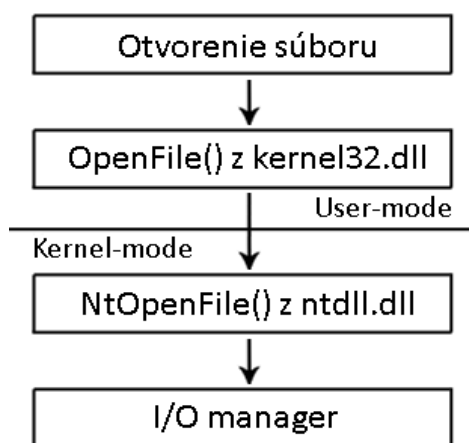 Otvorenie súboru
OpenFile() z kernel32.dll
User-mode
Kernel-mode
NtOpenFile() z ntdll.dll
I/O manager